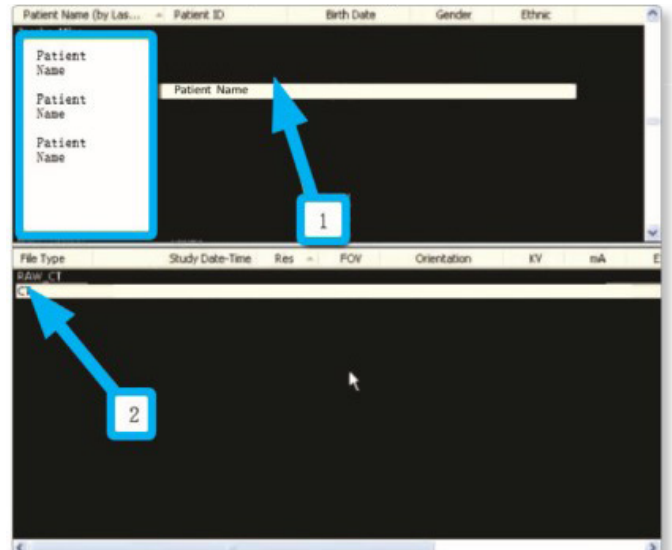 Patient Name (by Las... Patient ID Birth Date Gender Ethnic
Patient
Name
Patient Name
Patient
Name
Patient
Name
1
File Type Study Date-Time Res FOV Orientation KV mA E
RAW_CT
CT
2